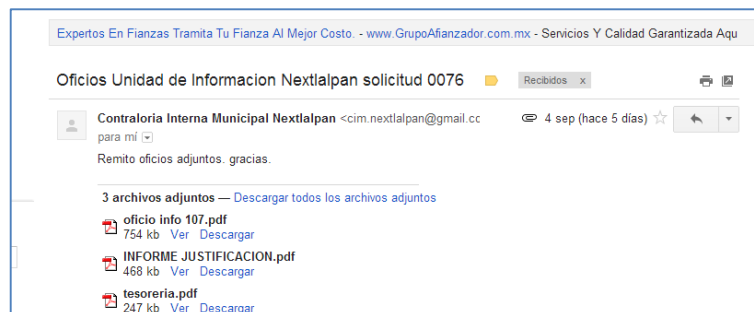 Expertos En Fianzas Tramita Tu Fianza Al Mejor Costo. - www.GrupoAfianzador.com.mx - Servicios Y Calidad Garantizada Aqu
Oficios Unidad de Informacion Nextlalpan solicitud 0076 Recibidos x
Contraloria Interna Municipal Nextlalpan <cim.nextlalpan@gmail.cc 4 sep (hace 5 días)
para mí
Remito oficios adjuntos. gracias.
3 archivos adjuntos — Descargar todos los archivos adjuntos
oficio info 107.pdf
754 kb Ver Descargar
INFORME JUSTIFICACION.pdf
468 kb Ver Descargar
tesoreria.pdf
247 kb Ver Descargar